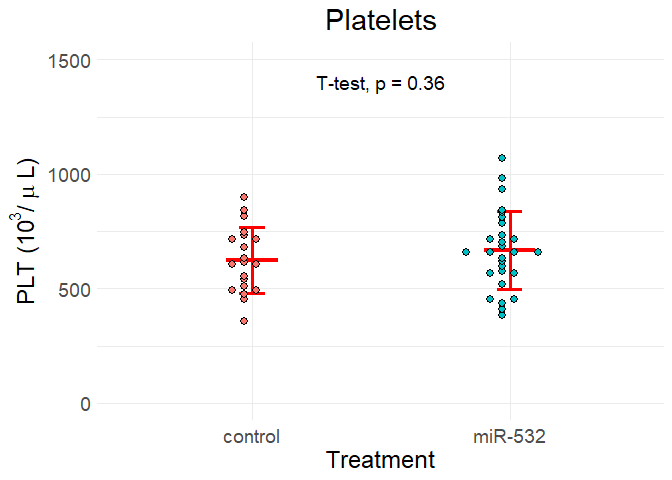 Platelets
1500
T-test, p = 0.36
1000
500
0
PLT (10³/ μ L)
control miR-532
Treatment